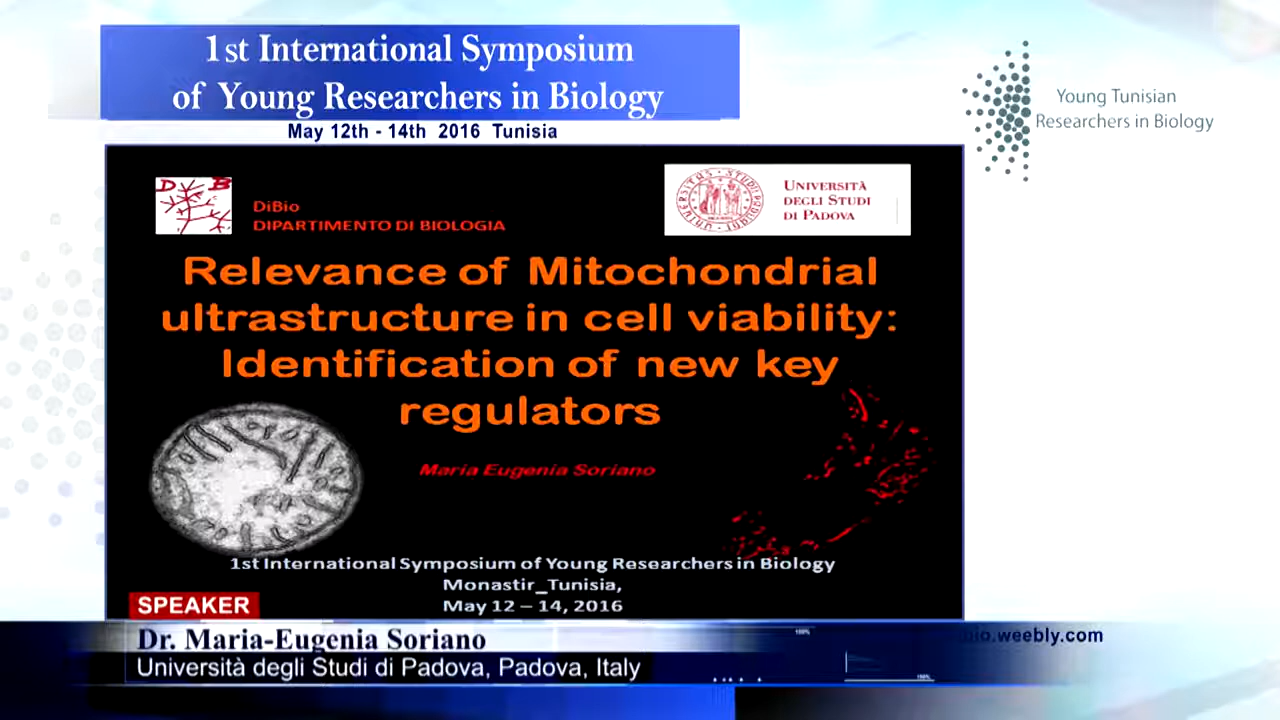 1st International Symposium
of Young Researchers in Biology
May 12th - 14th 2016 Tunisia
Young Tunisian
Researchers in Biology
D B
DiBio
DIPARTIMENTO DI BIOLOGIA
UNIVERSITÀ
DEGLI STUDI
DI PADOVA
Relevance of Mitochondrial
ultrastructure in cell viability:
Identification of new key
regulators
Maria Eugenia Soriano
1st International Symposium of Young Researchers in Biology
Monastir_Tunisia,
May 12 – 14, 2016
SPEAKER
Dr. Maria-Eugenia Soriano
Università degli Studi di Padova, Padova, Italy
bio.weebly.com
100%
100%